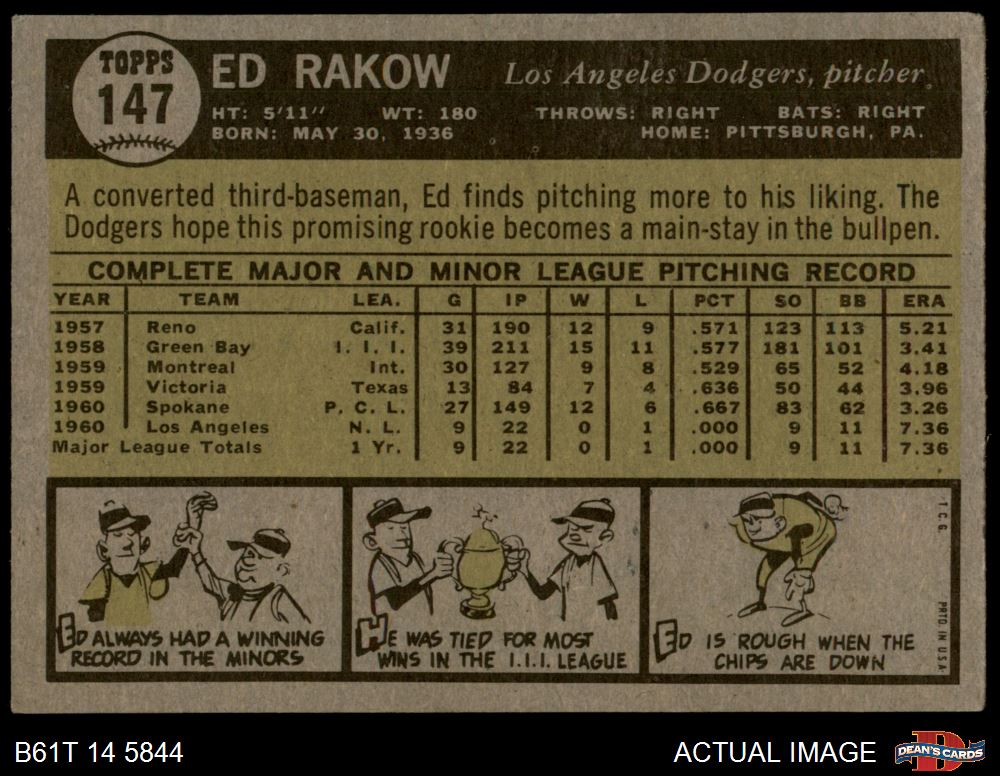 TOPPS
147
ED RAKOW
Los Angeles Dodgers, pitcher
HT: 5'11" WT: 180 THROWS: RIGHT BATS: RIGHT
BORN: MAY 30, 1936 HOME: PITTSBURGH, PA.
A converted third-baseman, Ed finds pitching more to his liking. The
Dodgers hope this promising rookie becomes a main-stay in the bullpen.
COMPLETE MAJOR AND MINOR LEAGUE PITCHING RECORD
YEAR TEAM LEA. G IP W L PCT SO BB ERA
1957 Reno Calif. 31 190 12 9 .571 123 113 5.21
1958 Green Bay I. I. I. 39 211 15 11 .577 181 101 3.41
1959 Montreal Int. 30 127 9 8 .529 65 52 4.18
1959 Victoria Texas 13 84 7 4 .636 50 44 3.96
1960 Spokane P. C. L. 27 149 12 6 .667 83 62 3.26
1960 Los Angeles N. L. 9 22 0 1 .000 9 11 7.36
Major League Totals 1 Yr. 9 22 0 1 .000 9 11 7.36
ED ALWAYS HAD A WINNING
RECORD IN THE MINORS
HE WAS TIED FOR MOST
WINS IN THE I.I.I. LEAGUE
ED IS ROUGH WHEN THE
CHIPS ARE DOWN
T.C.G.
PRTD. IN U.S.A.
B61T 14 5844
ACTUAL IMAGE
DEAN'S CARDS